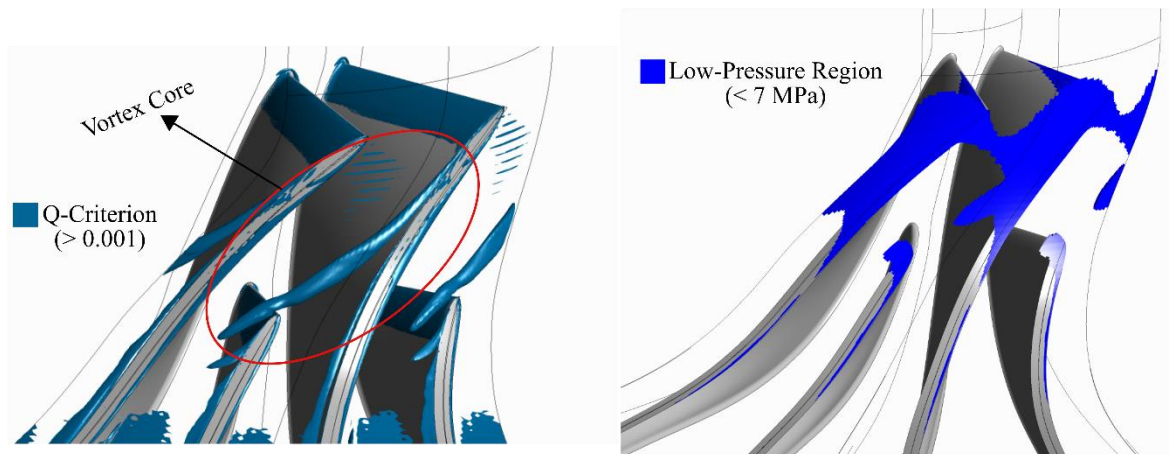 Vortex Core
Q-Criterion
(> 0.001)
Low-Pressure Region
(< 7 MPa)